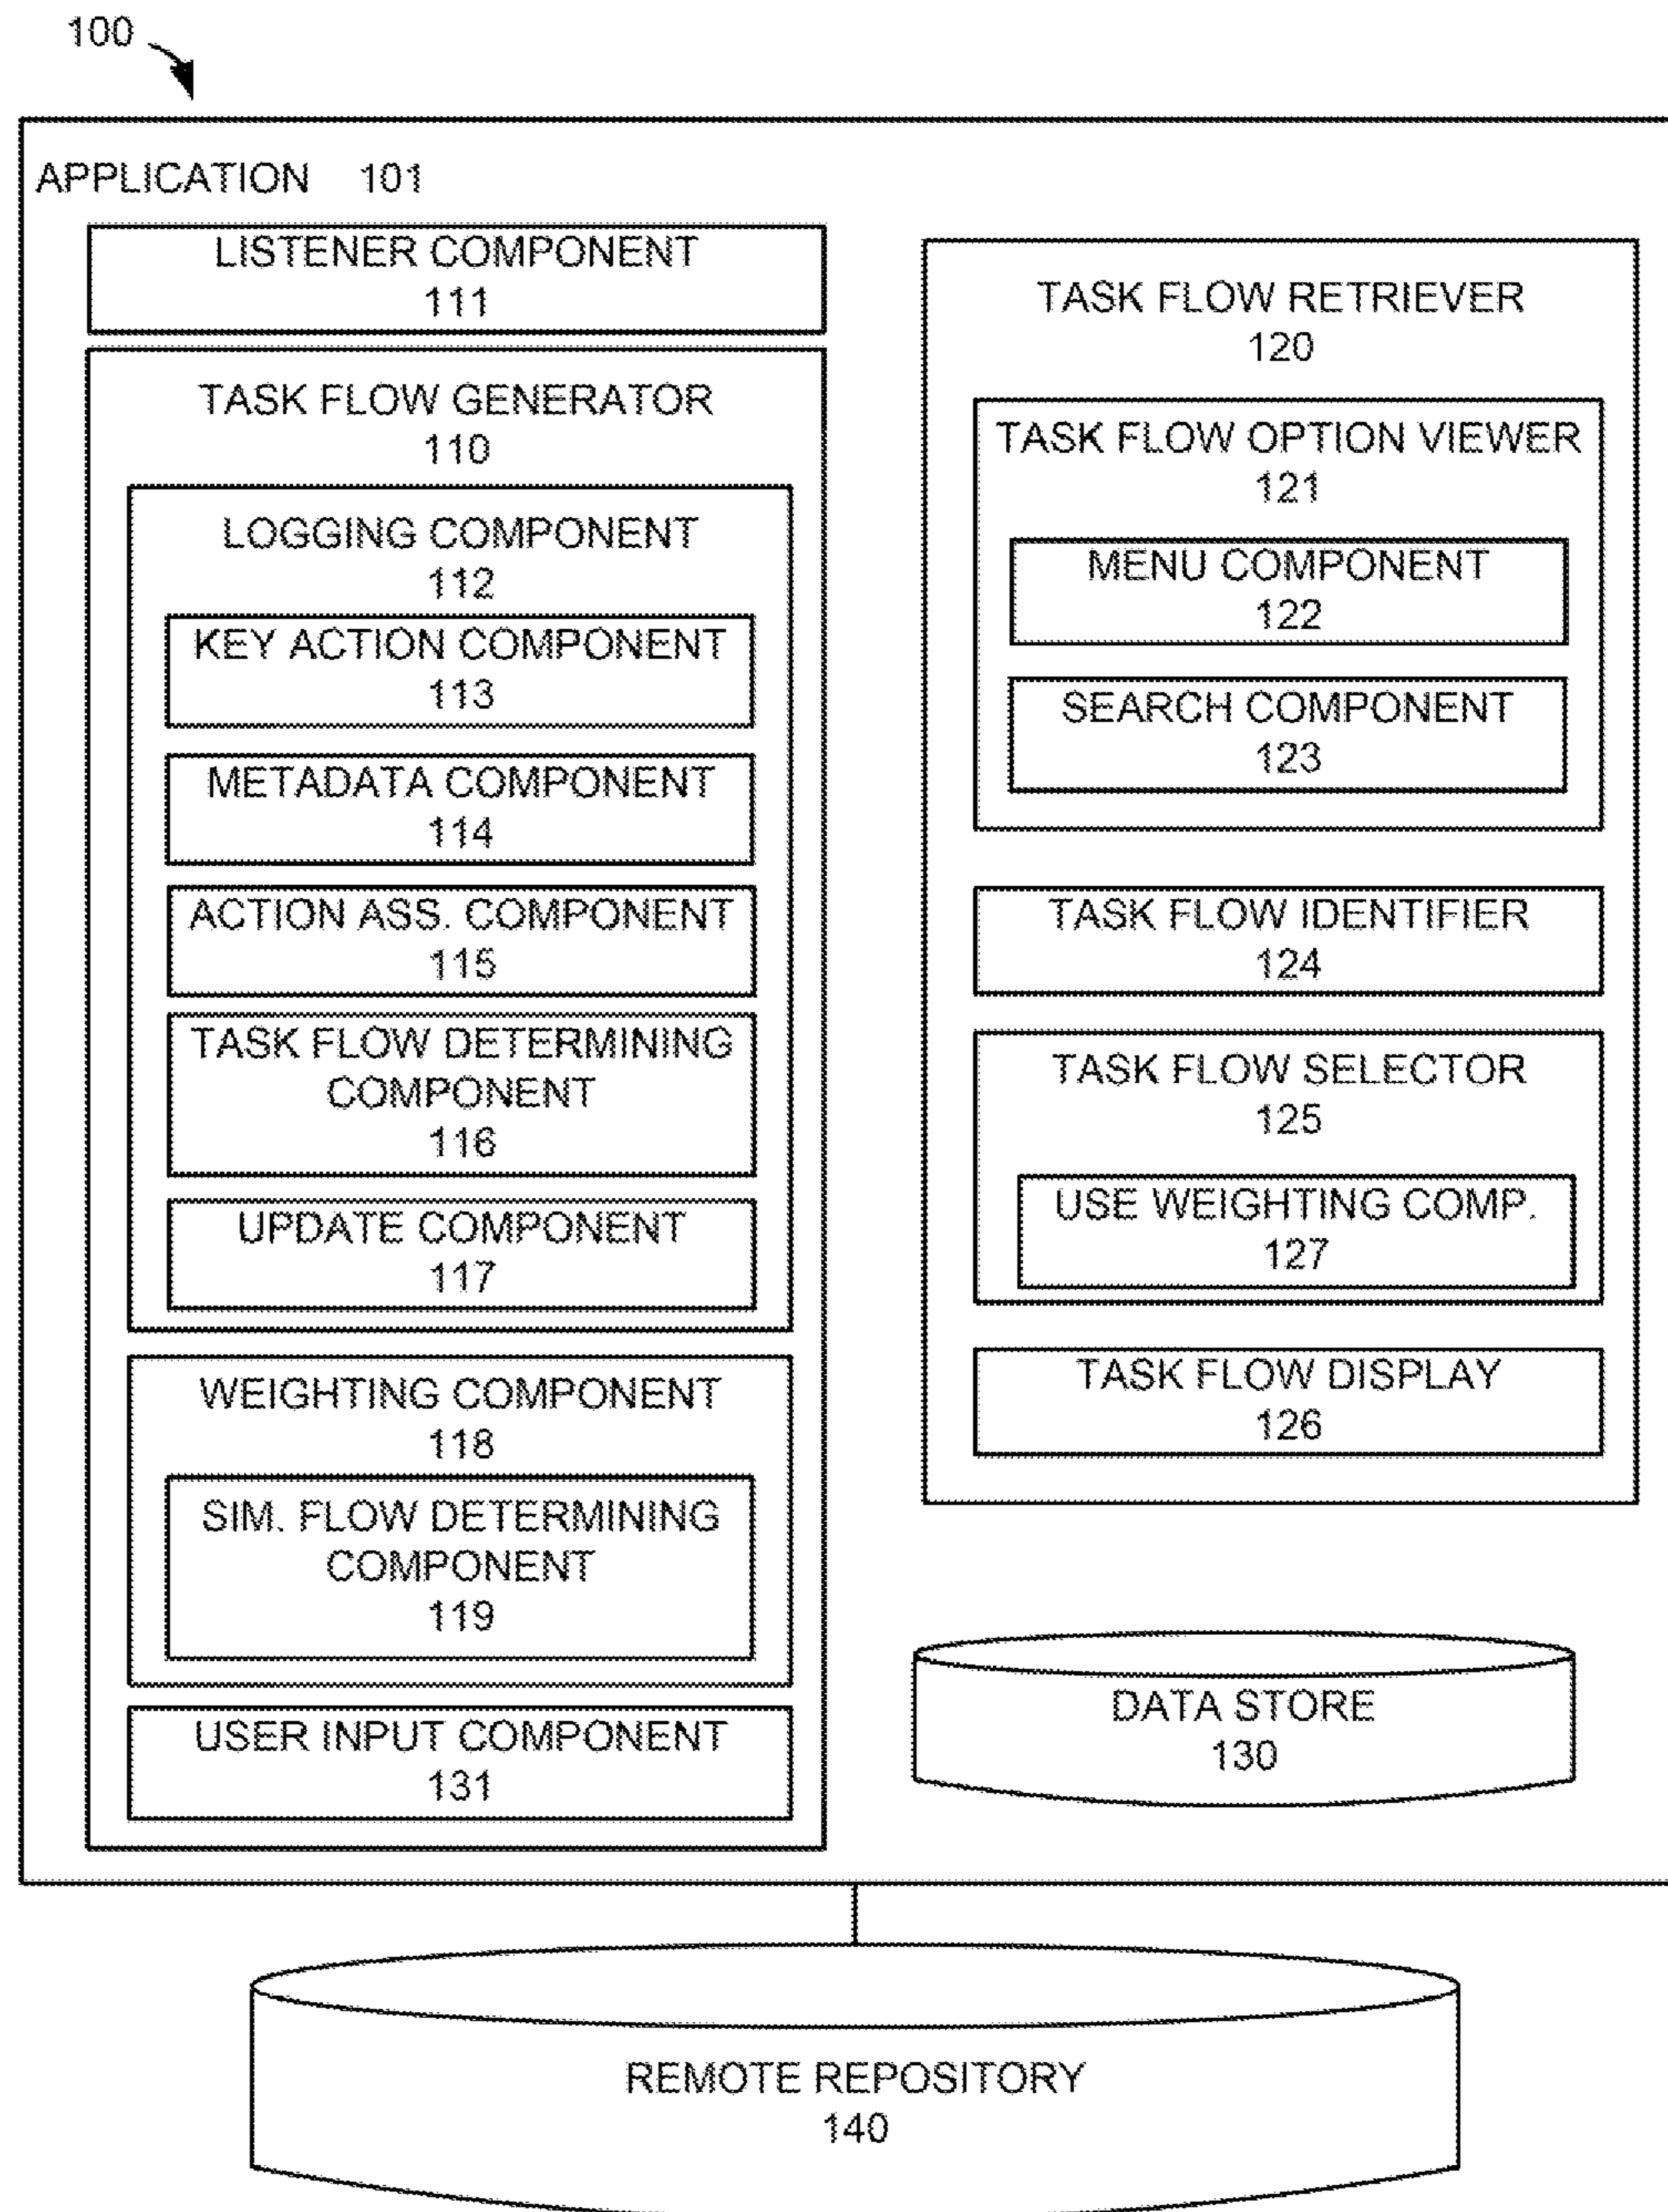 100
APPLICATION 101
LISTENER COMPONENT
111
TASK FLOW GENERATOR
110
LOGGING COMPONENT
112
KEY ACTION COMPONENT
113
METADATA COMPONENT
114
ACTION ASS. COMPONENT
115
TASK FLOW DETERMINING
COMPONENT
116
UPDATE COMPONENT
117
WEIGHTING COMPONENT
118
SIM. FLOW DETERMINING
COMPONENT
119
USER INPUT COMPONENT
131
TASK FLOW RETRIEVER
120
TASK FLOW OPTION VIEWER
121
MENU COMPONENT
122
SEARCH COMPONENT
123
TASK FLOW IDENTIFIER
124
TASK FLOW SELECTOR
125
USE WEIGHTING COMP.
127
TASK FLOW DISPLAY
126
DATA STORE
130
REMOTE REPOSITORY
140